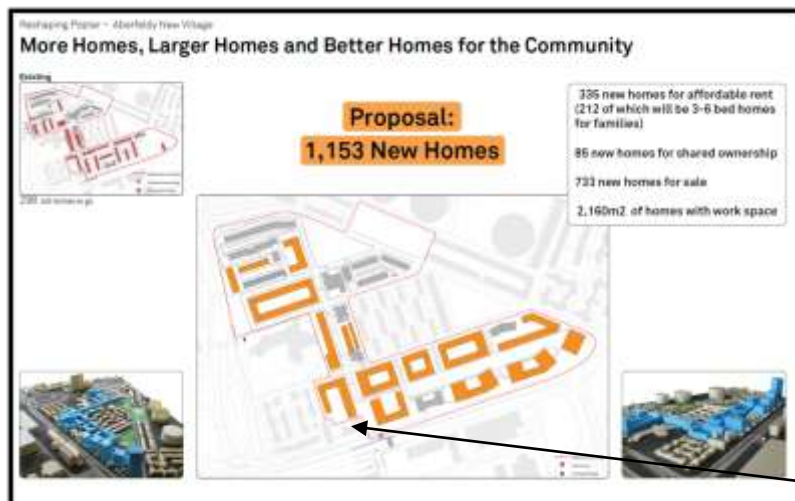 Reshaping Poplar – Aberfeldy New Village
More Homes, Larger Homes and Better Homes for the Community
Existing
Proposal:
1,153 New Homes
335 new homes for affordable rent
(212 of which will be 3-6 bed homes
for families)
85 new homes for shared ownership
733 new homes for sale
2,160m2 of homes with work space